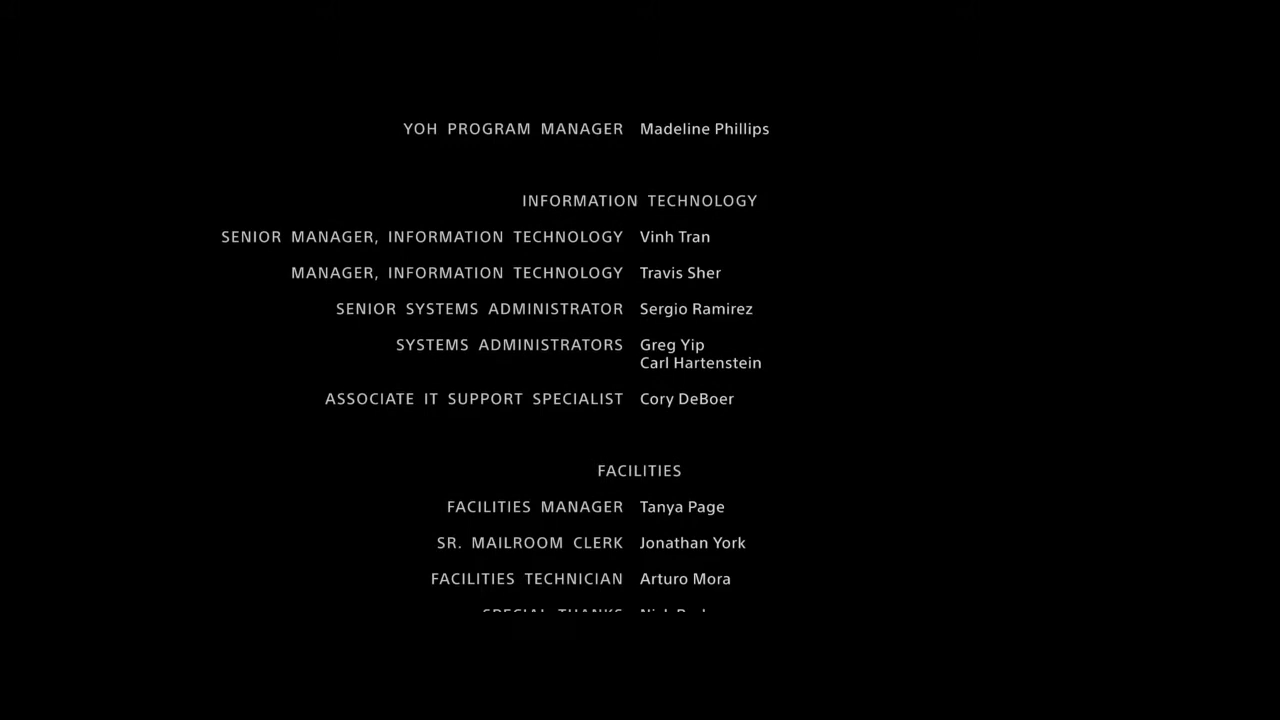 YOH PROGRAM MANAGER Madeline Phillips
INFORMATION TECHNOLOGY
SENIOR MANAGER, INFORMATION TECHNOLOGY Vinh Tran
MANAGER, INFORMATION TECHNOLOGY Travis Sher
SENIOR SYSTEMS ADMINISTRATOR Sergio Ramirez
SYSTEMS ADMINISTRATORS Greg Yip
Carl Hartenstein
ASSOCIATE IT SUPPORT SPECIALIST Cory DeBoer
FACILITIES
FACILITIES MANAGER Tanya Page
SR. MAILROOM CLERK Jonathan York
FACILITIES TECHNICIAN Arturo Mora
SPECIAL THANKS